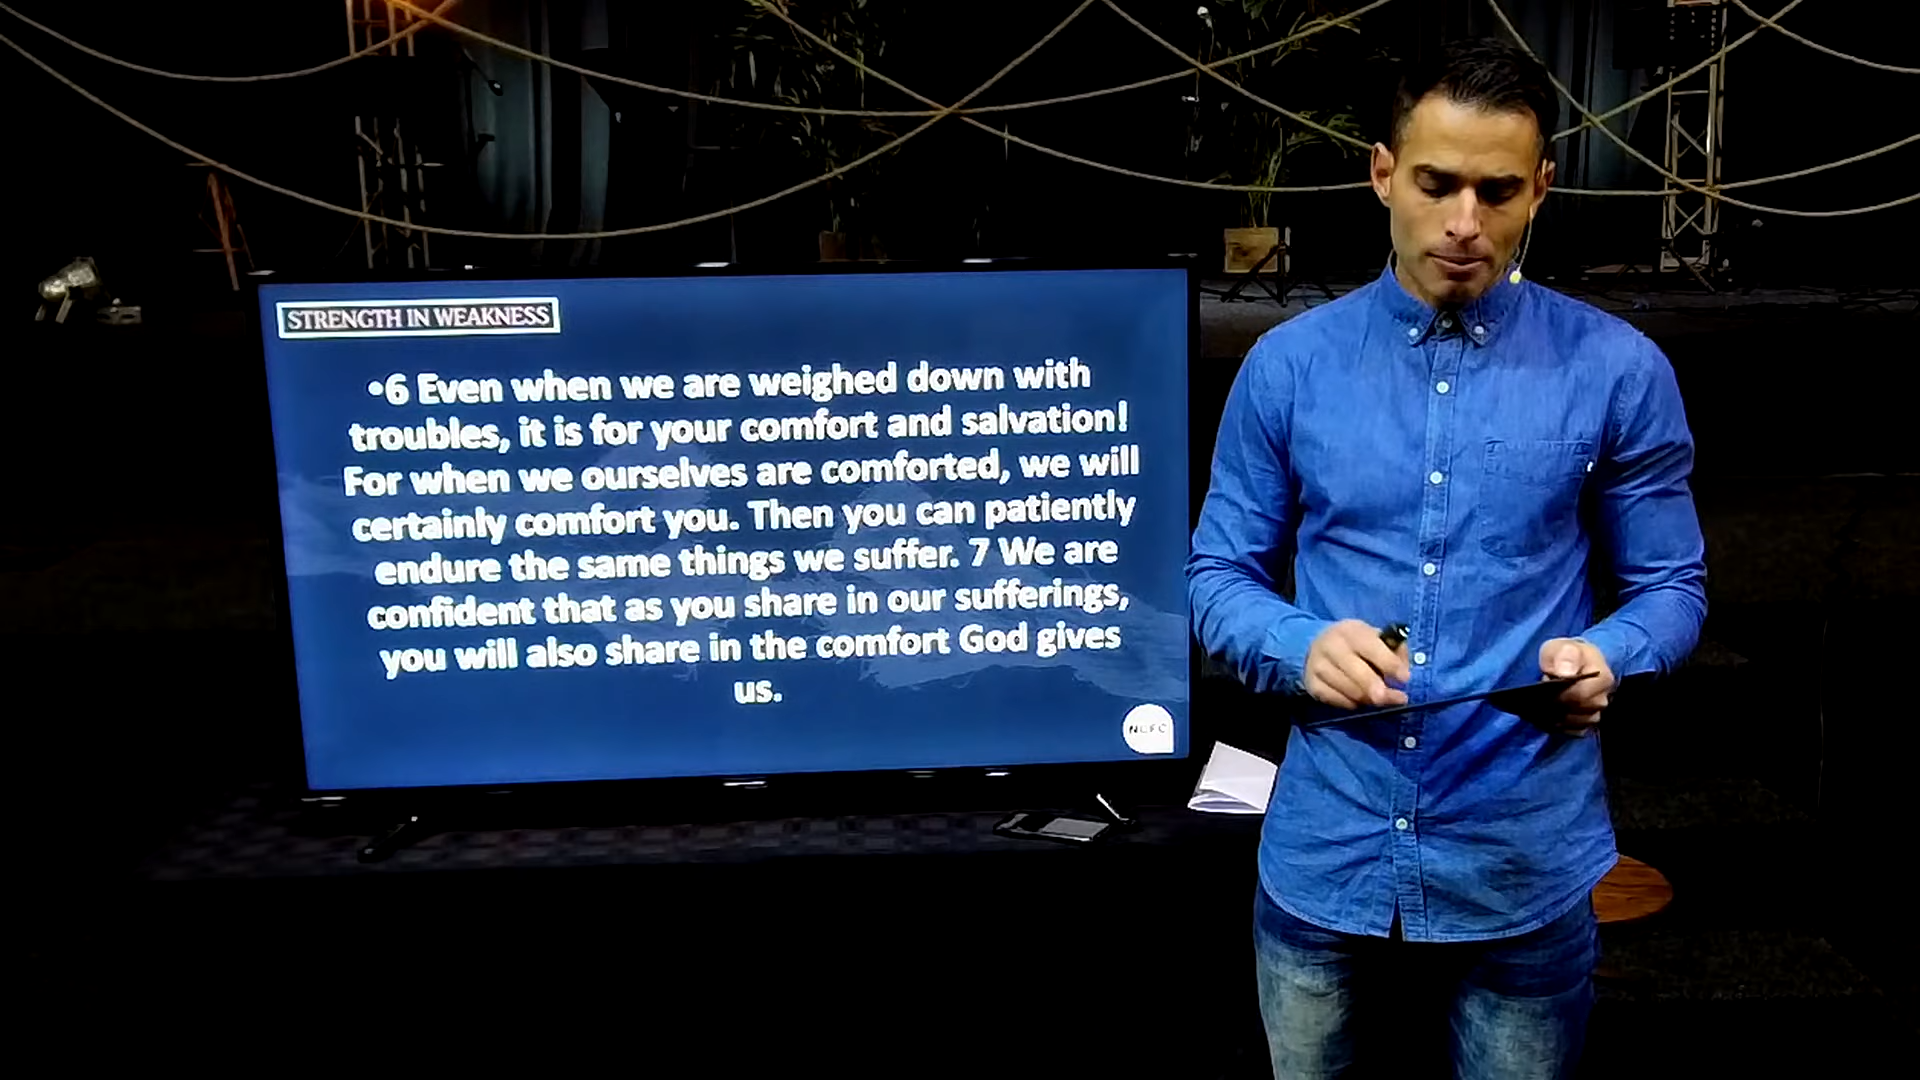 STRENGTH IN WEAKNESS
•6 Even when we are weighed down with
troubles, it is for your comfort and salvation!
For when we ourselves are comforted, we will
certainly comfort you. Then you can patiently
endure the same things we suffer. 7 We are
confident that as you share in our sufferings,
you will also share in the comfort God gives
us.
NLFC